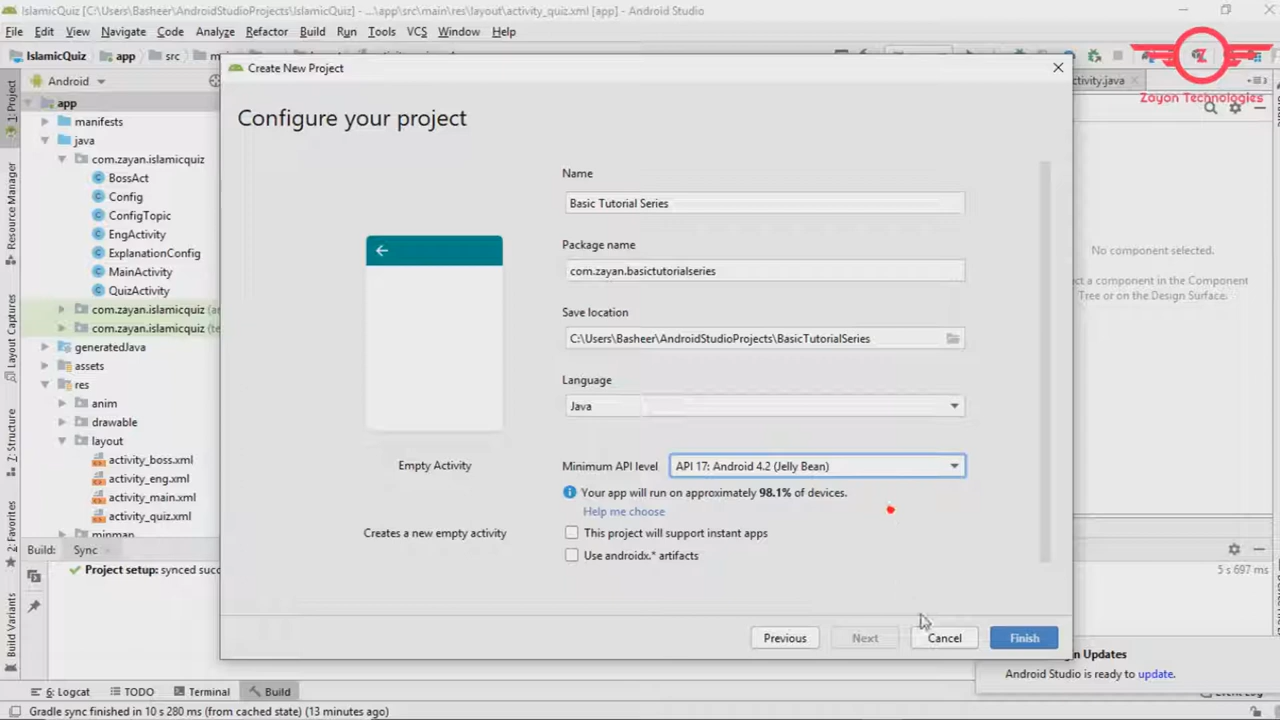 IslamicQuiz [C:\Users\Basheer\AndroidStudioProjects\IslamicQuiz] - ...\app\src\main\res\layout\activity_quiz.xml [app] - Android Studio
File Edit View Navigate Code Analyze Refactor Build Run Tools VCS Window Help
IslamicQuiz app src
Zoyon Technologies
Android
ctivity.java
Create New Project
Configure your project
Name
Basic Tutorial Series
Package name
com.zayan.basictutorialseries
Save location
C:\Users\Basheer\AndroidStudioProjects\BasicTutorialSeries
Language
Java
Minimum API level API 17: Android 4.2 (Jelly Bean)
Your app will run on approximately 98.1% of devices.
Help me choose
This project will support instant apps
Use androidx.* artifacts
Empty Activity
Creates a new empty activity
Previous Next Cancel Finish
1: Project
Resource Manager
Layout Captures
7: Structure
2: Favorites
Build Variants
app
manifests
java
com.zayan.islamicquiz
BossAct
Config
ConfigTopic
EngActivity
ExplanationConfig
MainActivity
QuizActivity
com.zayan.islamicquiz
com.zayan.islamicquiz
generatedJava
assets
res
anim
drawable
layout
activity_boss.xml
activity_eng.xml
activity_main.xml
activity_quiz.xml
minmap
No component selected.
ct a component in the Component
Tree or on the Design Surface.
Build: Sync
Project setup: synced succ
5 s 697 ms
Updates
Android Studio is ready to update.
6: Logcat TODO Terminal Build
Event Log
Gradle sync finished in 10 s 280 ms (from cached state) (13 minutes ago)